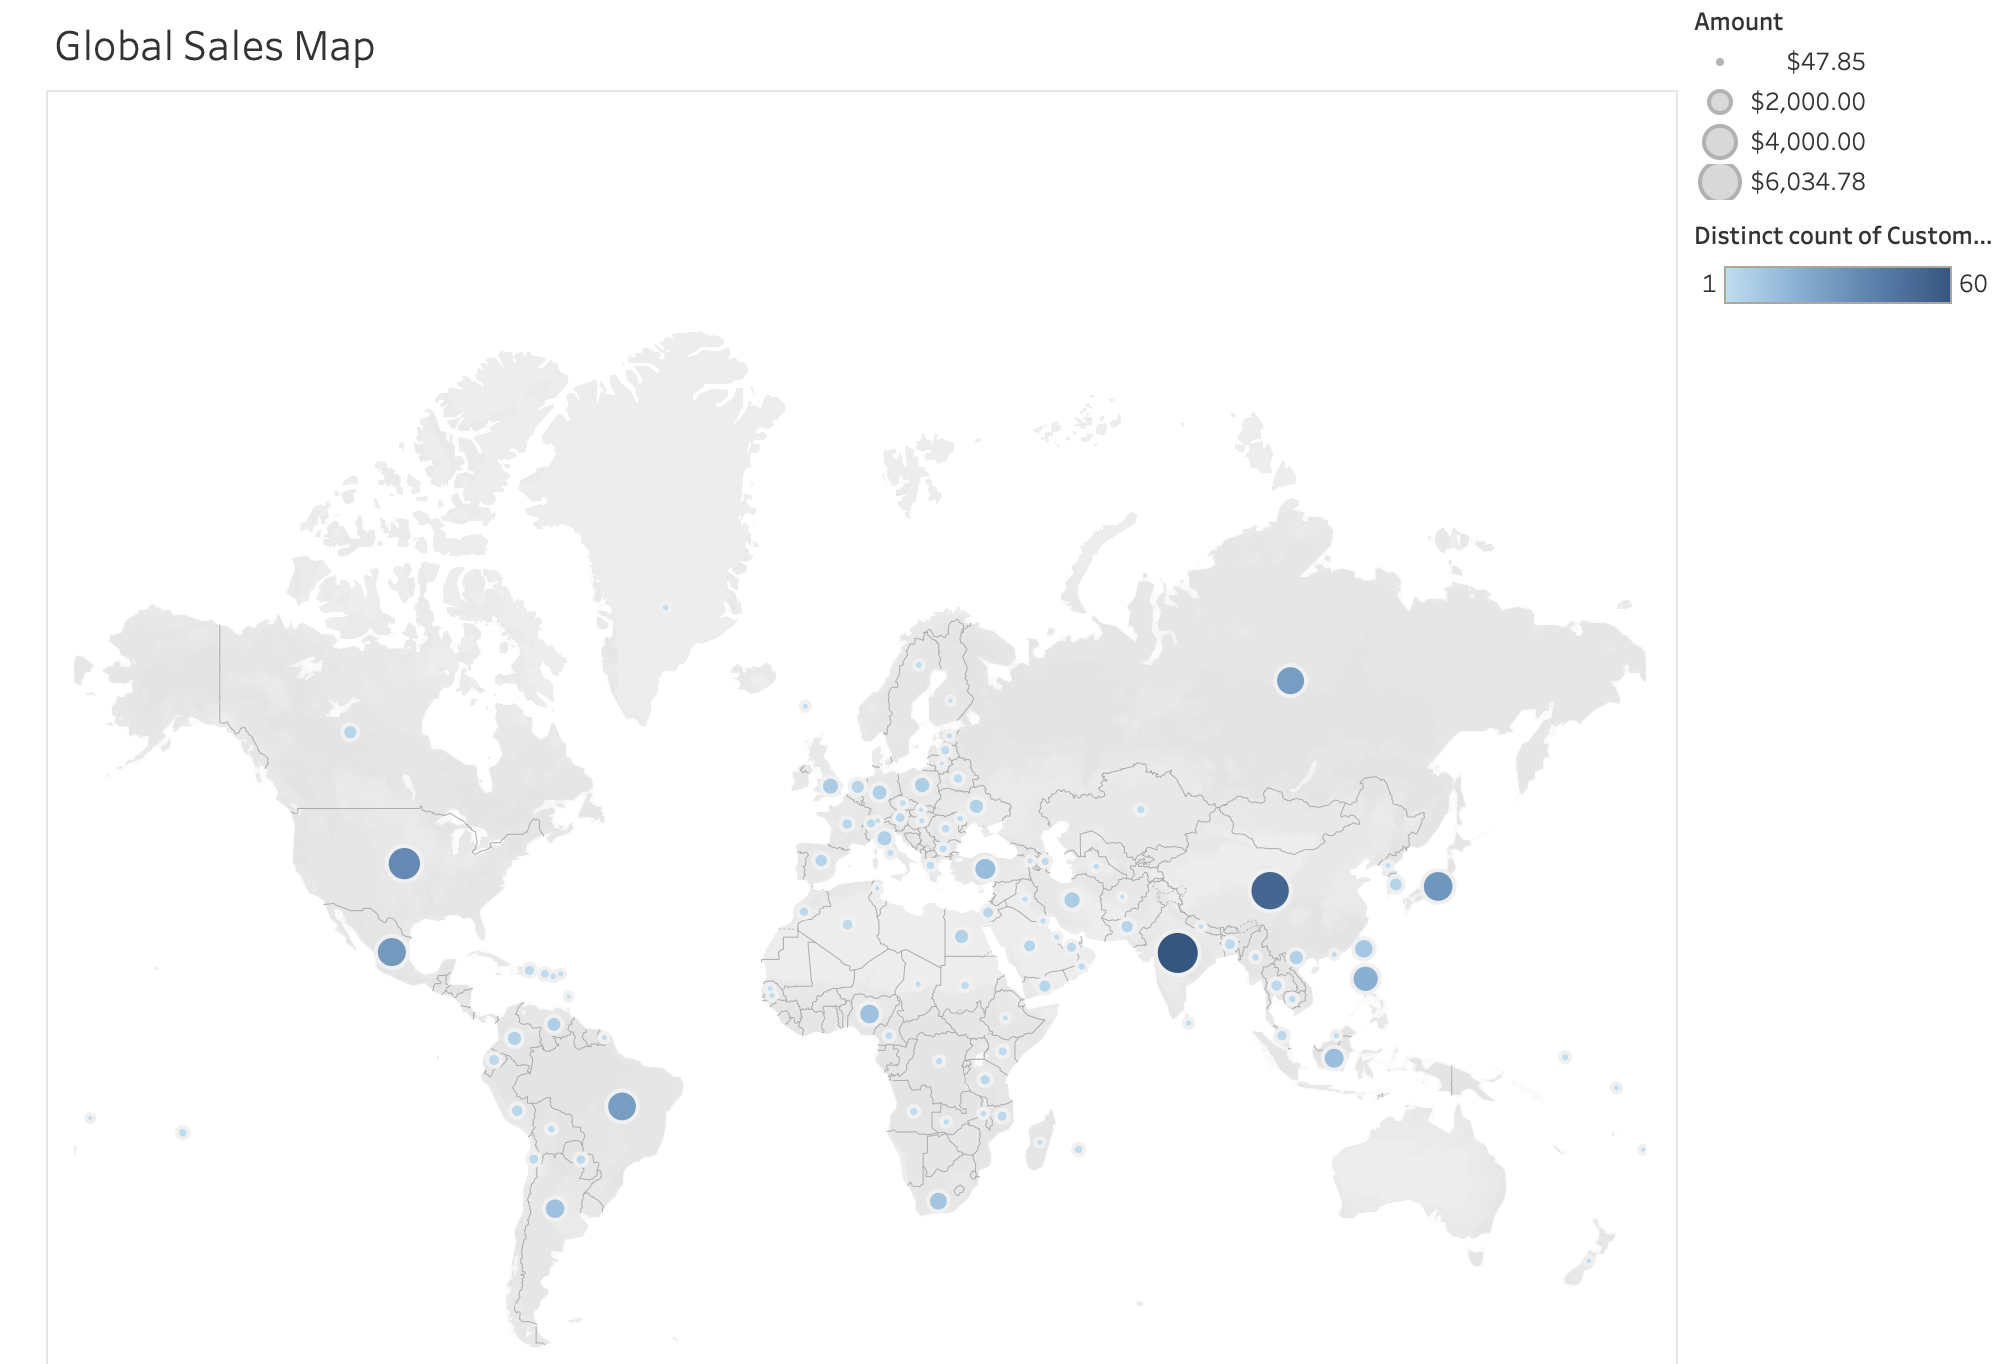 Global Sales Map
Amount
$47.85
$2,000.00
$4,000.00
$6,034.78
Distinct count of Custom...
1
60